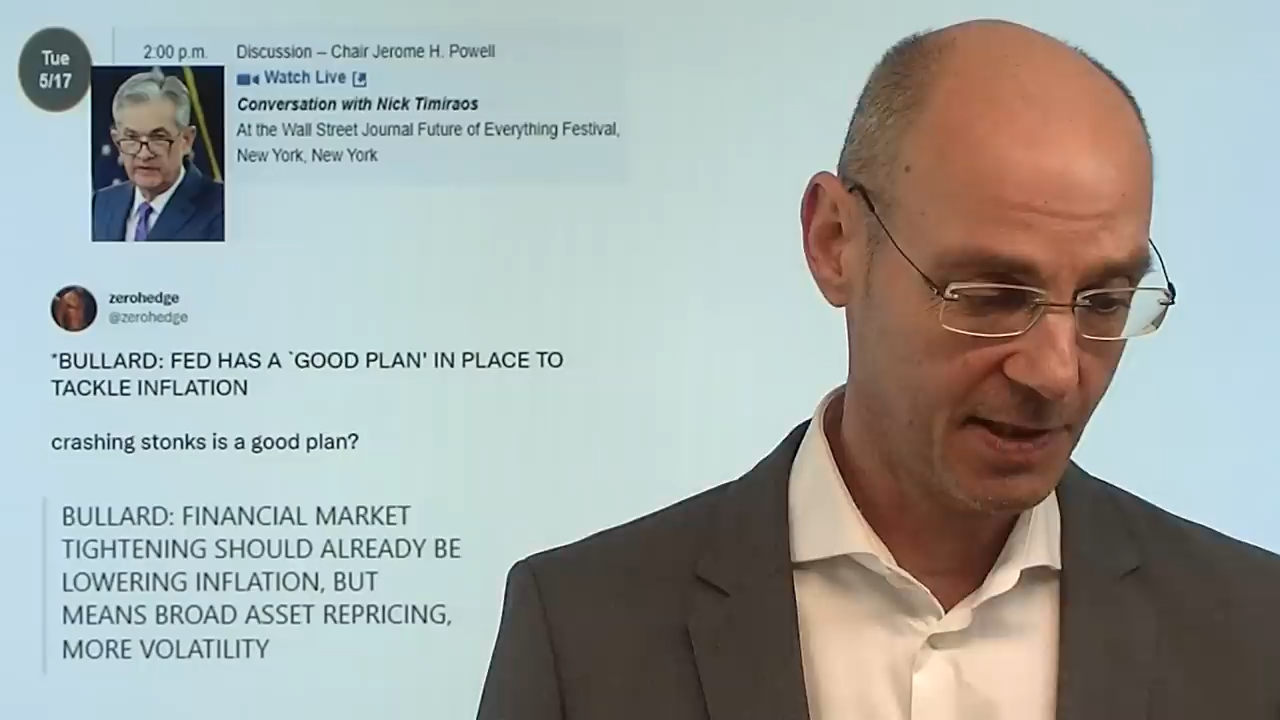 Tue
5/17
2:00 p.m.
Discussion – Chair Jerome H. Powell
Watch Live
Conversation with Nick Timiraos
At the Wall Street Journal Future of Everything Festival,
New York, New York
zerohedge
@zerohedge
*BULLARD: FED HAS A `GOOD PLAN' IN PLACE TO
TACKLE INFLATION
crashing stonks is a good plan?
BULLARD: FINANCIAL MARKET
TIGHTENING SHOULD ALREADY BE
LOWERING INFLATION, BUT
MEANS BROAD ASSET REPRICING,
MORE VOLATILITY